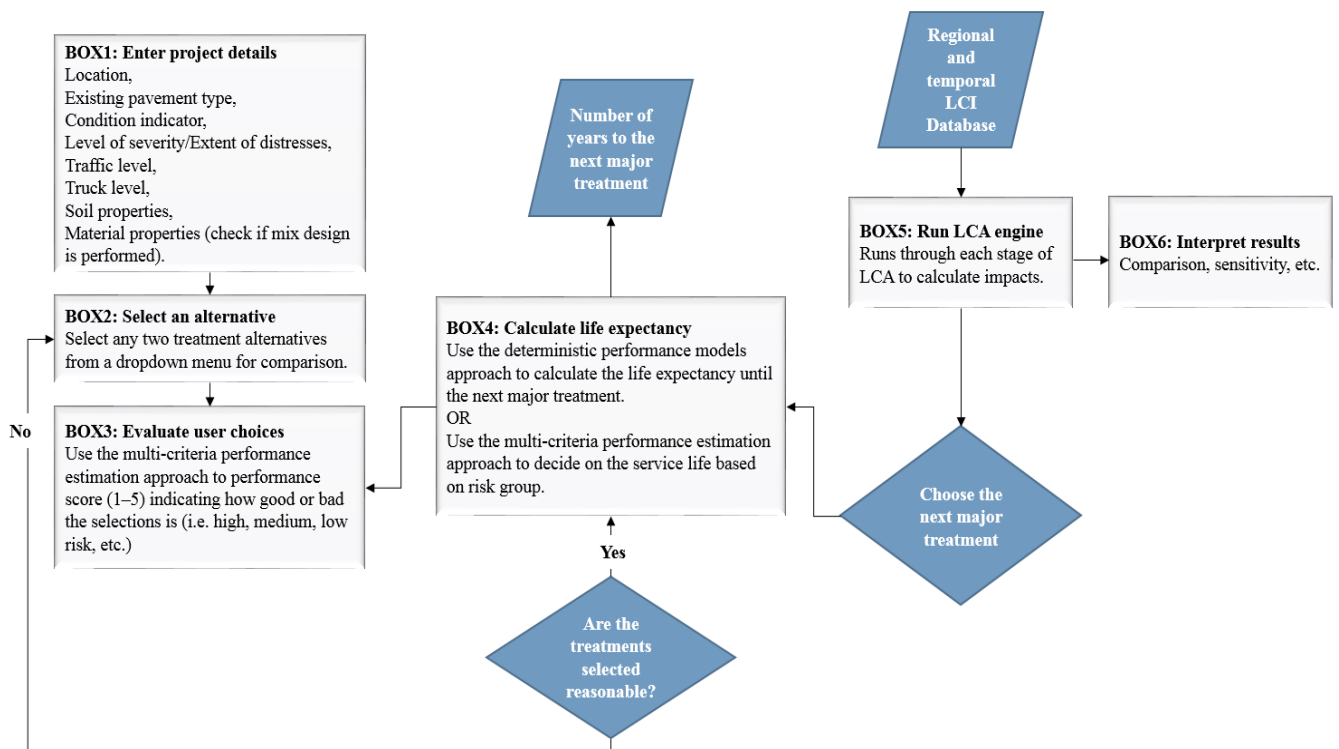 BOX1: Enter project details
Location,
Existing pavement type,
Condition indicator,
Level of severity/Extent of distresses,
Traffic level,
Truck level,
Soil properties,
Material properties (check if mix design
is performed).
BOX2: Select an alternative
Select any two treatment alternatives
from a dropdown menu for comparison.
No
BOX3: Evaluate user choices
Use the multi-criteria performance
estimation approach to performance
score (1–5) indicating how good or bad
the selections is (i.e. high, medium, low
risk, etc.)
Number of
years to the
next major
treatment
BOX4: Calculate life expectancy
Use the deterministic performance models
approach to calculate the life expectancy until
the next major treatment.
OR
Use the multi-criteria performance estimation
approach to decide on the service life based
on risk group.
Yes
Are the
treatments
selected
reasonable?
Regional
and
temporal
LCI
Database
BOX5: Run LCA engine
Runs through each stage of
LCA to calculate impacts.
BOX6: Interpret results
Comparison, sensitivity, etc.
Choose the
next major
treatment